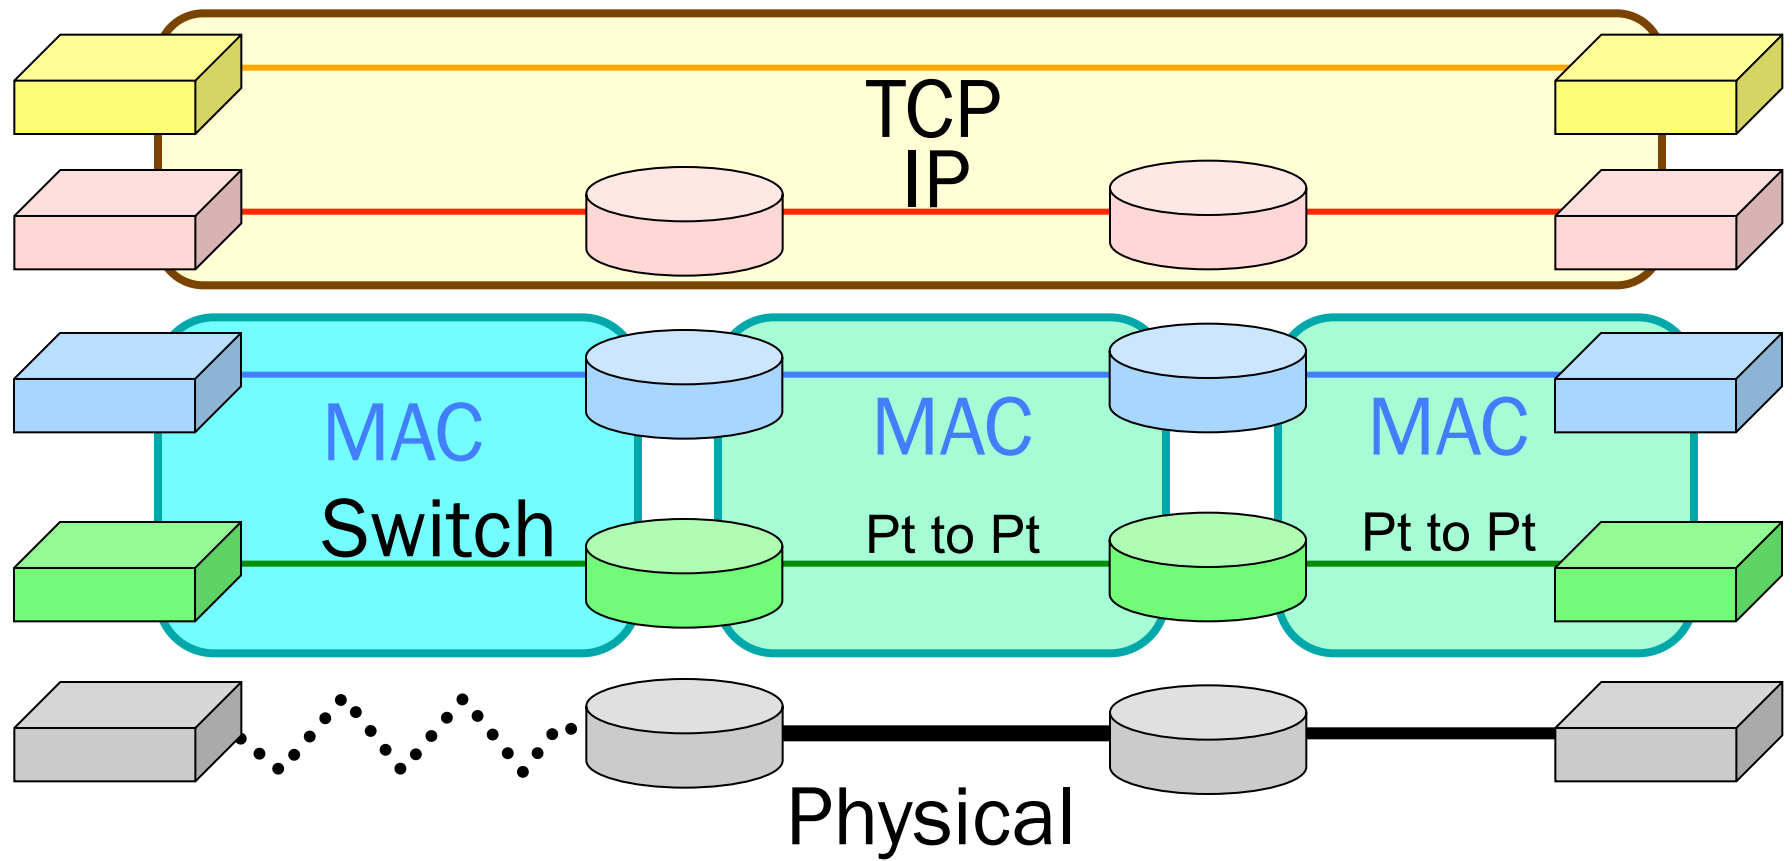 TCP
IP
MAC
MAC
MAC
Switch
Pt to Pt
Pt to Pt
Physical